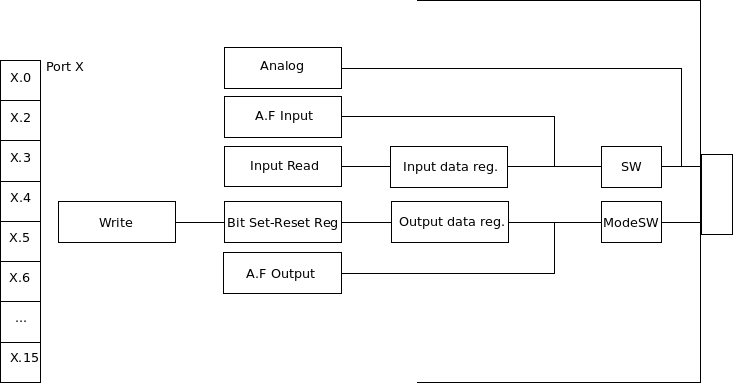 Port X
X.0
X.2
X.3
X.4
X.5
X.6
...
X.15
Analog
A.F Input
Input Read
Input data reg.
SW
Write
Bit Set-Reset Reg
Output data reg.
ModeSW
A.F Output